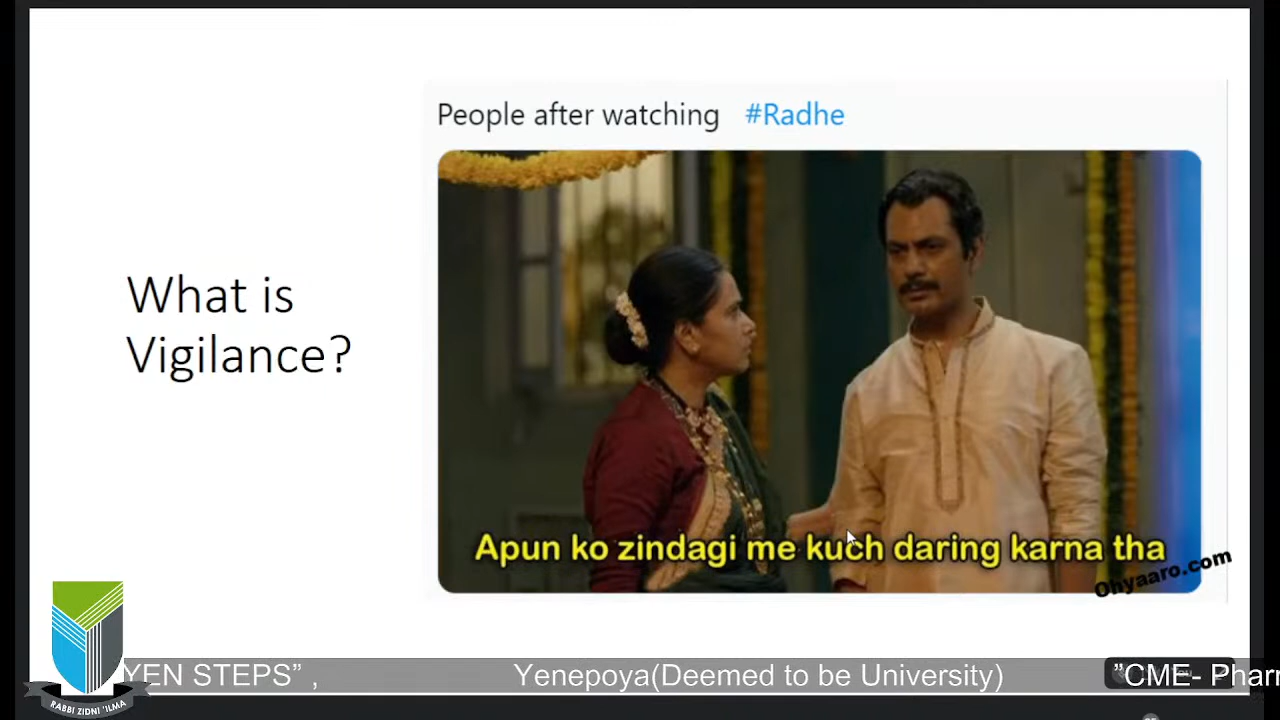 What is
Vigilance?
People after watching #Radhe
Apun ko zindagi me kuch daring karna tha
Ohyaaro.com
YEN STEPS” , Yenepoya(Deemed to be University) ”CME- Pharm
RABBI ZIDNI 'ILMA